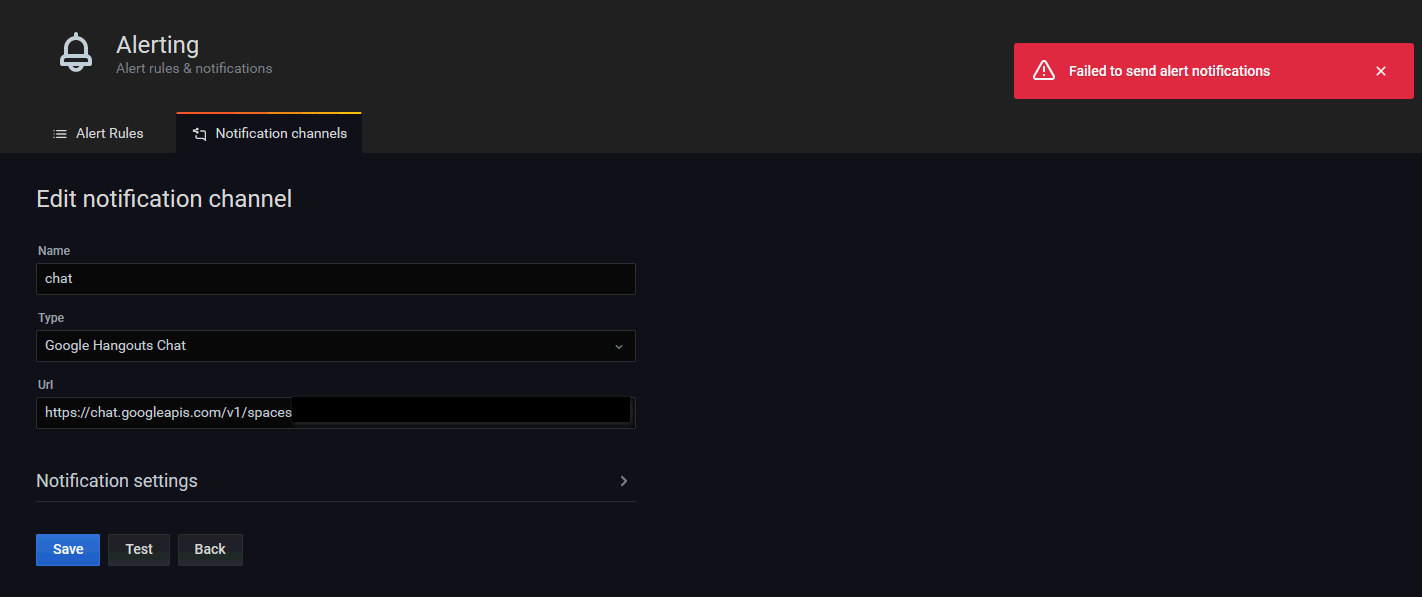 Alerting
Alert rules & notifications
Failed to send alert notifications
Alert Rules
Notification channels
Edit notification channel
Name
chat
Type
Google Hangouts Chat
Url
https://chat.googleapis.com/v1/spaces
Notification settings
Save Test Back